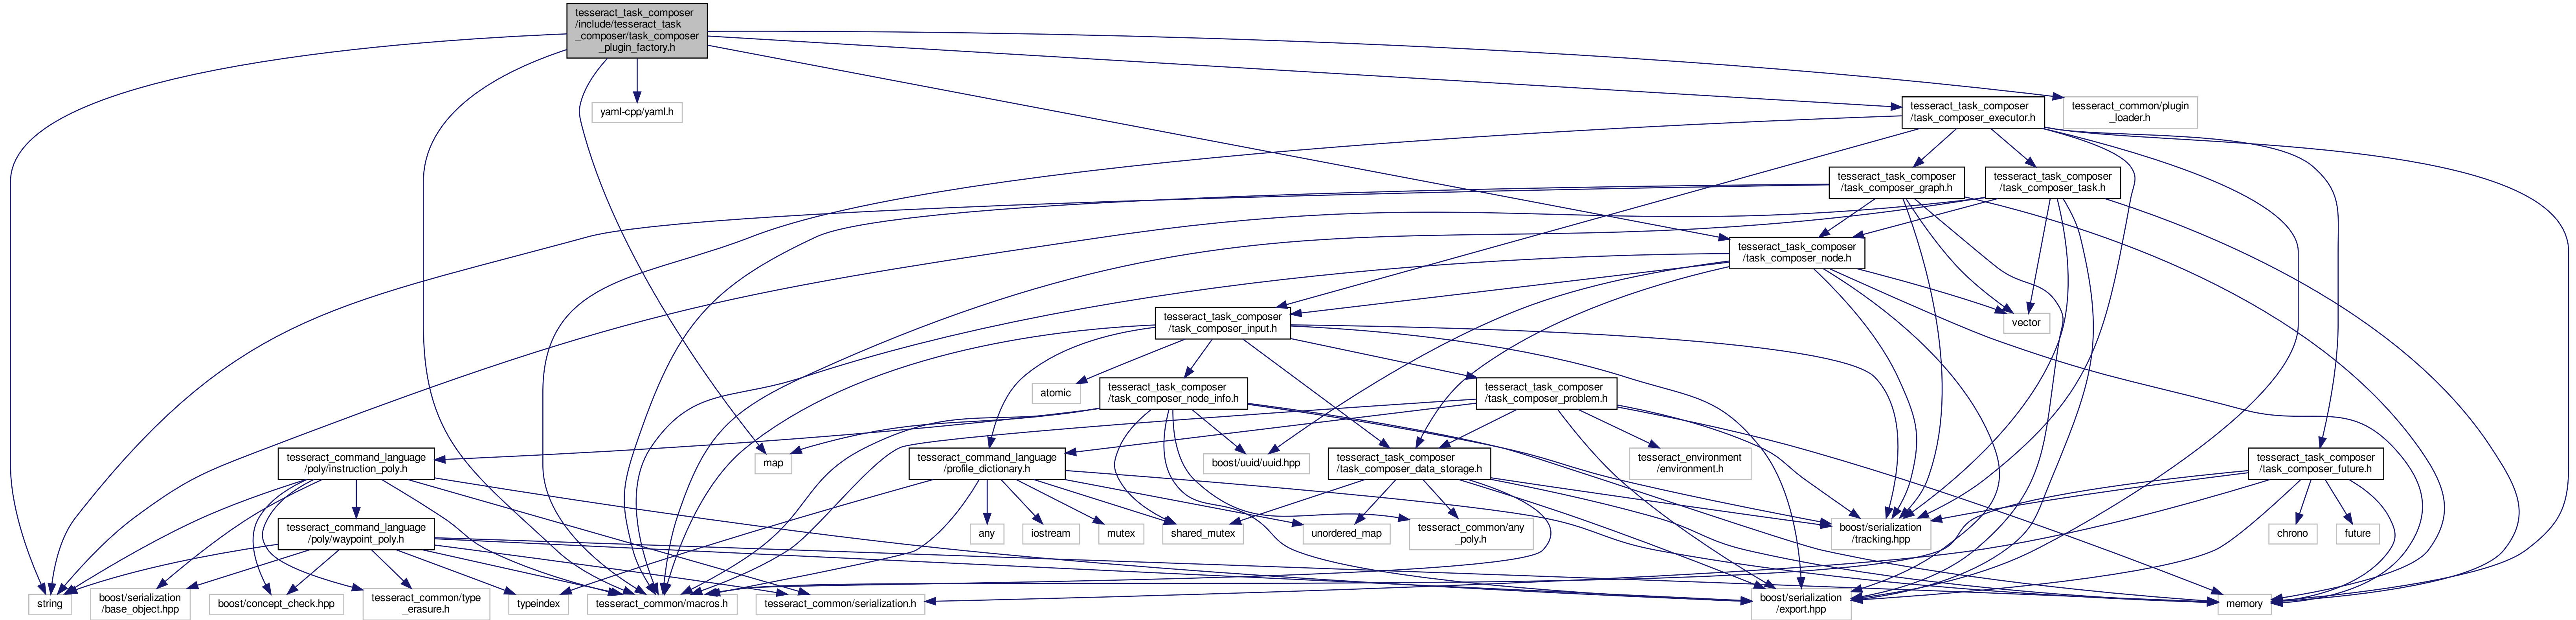 tesseract_task_composer
/include/tesseract_task
_composer/task_composer
_plugin_factory.h
yaml-cpp/yaml.h
tesseract_task_composer
/task_composer_executor.h
tesseract_common/plugin
_loader.h
tesseract_task_composer
/task_composer_graph.h
tesseract_task_composer
/task_composer_task.h
tesseract_task_composer
/task_composer_node.h
tesseract_task_composer
/task_composer_input.h
vector
atomic
tesseract_task_composer
/task_composer_node_info.h
tesseract_task_composer
/task_composer_problem.h
tesseract_command_language
/poly/instruction_poly.h
map
tesseract_command_language
/profile_dictionary.h
boost/uuid/uuid.hpp
tesseract_task_composer
/task_composer_data_storage.h
tesseract_environment
/environment.h
tesseract_task_composer
/task_composer_future.h
tesseract_command_language
/poly/waypoint_poly.h
any
iostream
mutex
shared_mutex
unordered_map
tesseract_common/any
_poly.h
boost/serialization
/tracking.hpp
chrono
future
string
boost/serialization
/base_object.hpp
boost/concept_check.hpp
tesseract_common/type
_erasure.h
typeindex
tesseract_common/macros.h
tesseract_common/serialization.h
boost/serialization
/export.hpp
memory